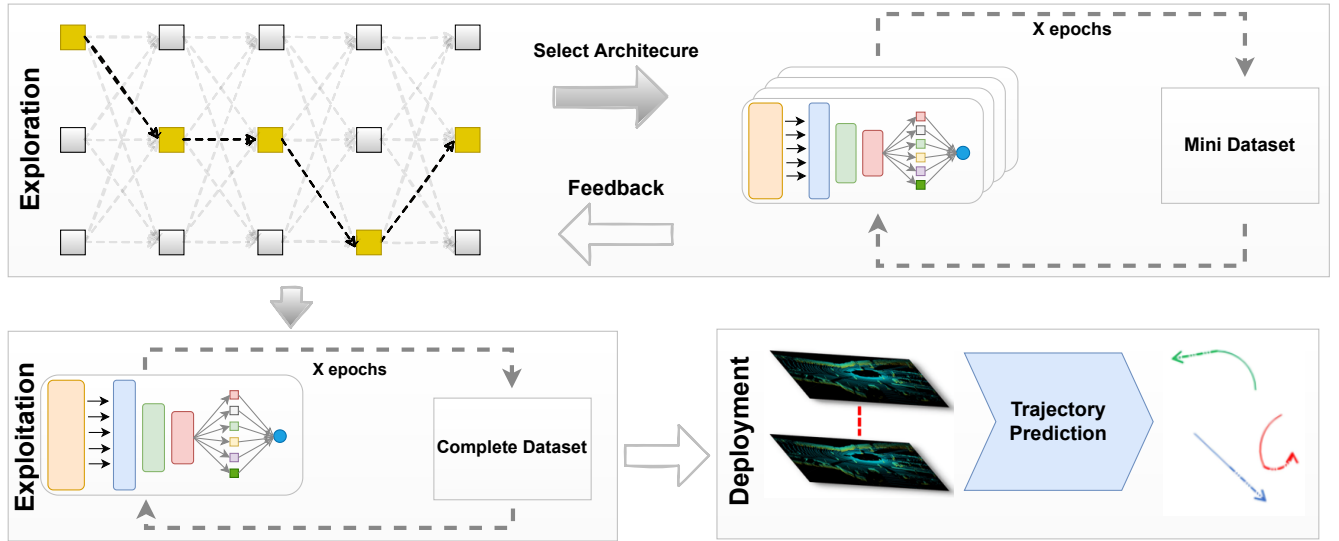 Exploration
Select Architecure
Feedback
X epochs
Mini Dataset
Exploitation
X epochs
Complete Dataset
Deployment
Trajectory
Prediction